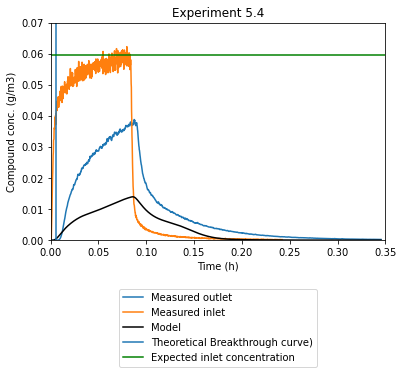 Experiment 5.4
0.07
0.06
0.05
0.04
0.03
0.02
0.01
0.00
Compound conc. (g/m3)
0.00 0.05 0.10 0.15 0.20 0.25 0.30 0.35
Time (h)
Measured outlet
Measured inlet
Model
Theoretical Breakthrough curve)
Expected inlet concentration